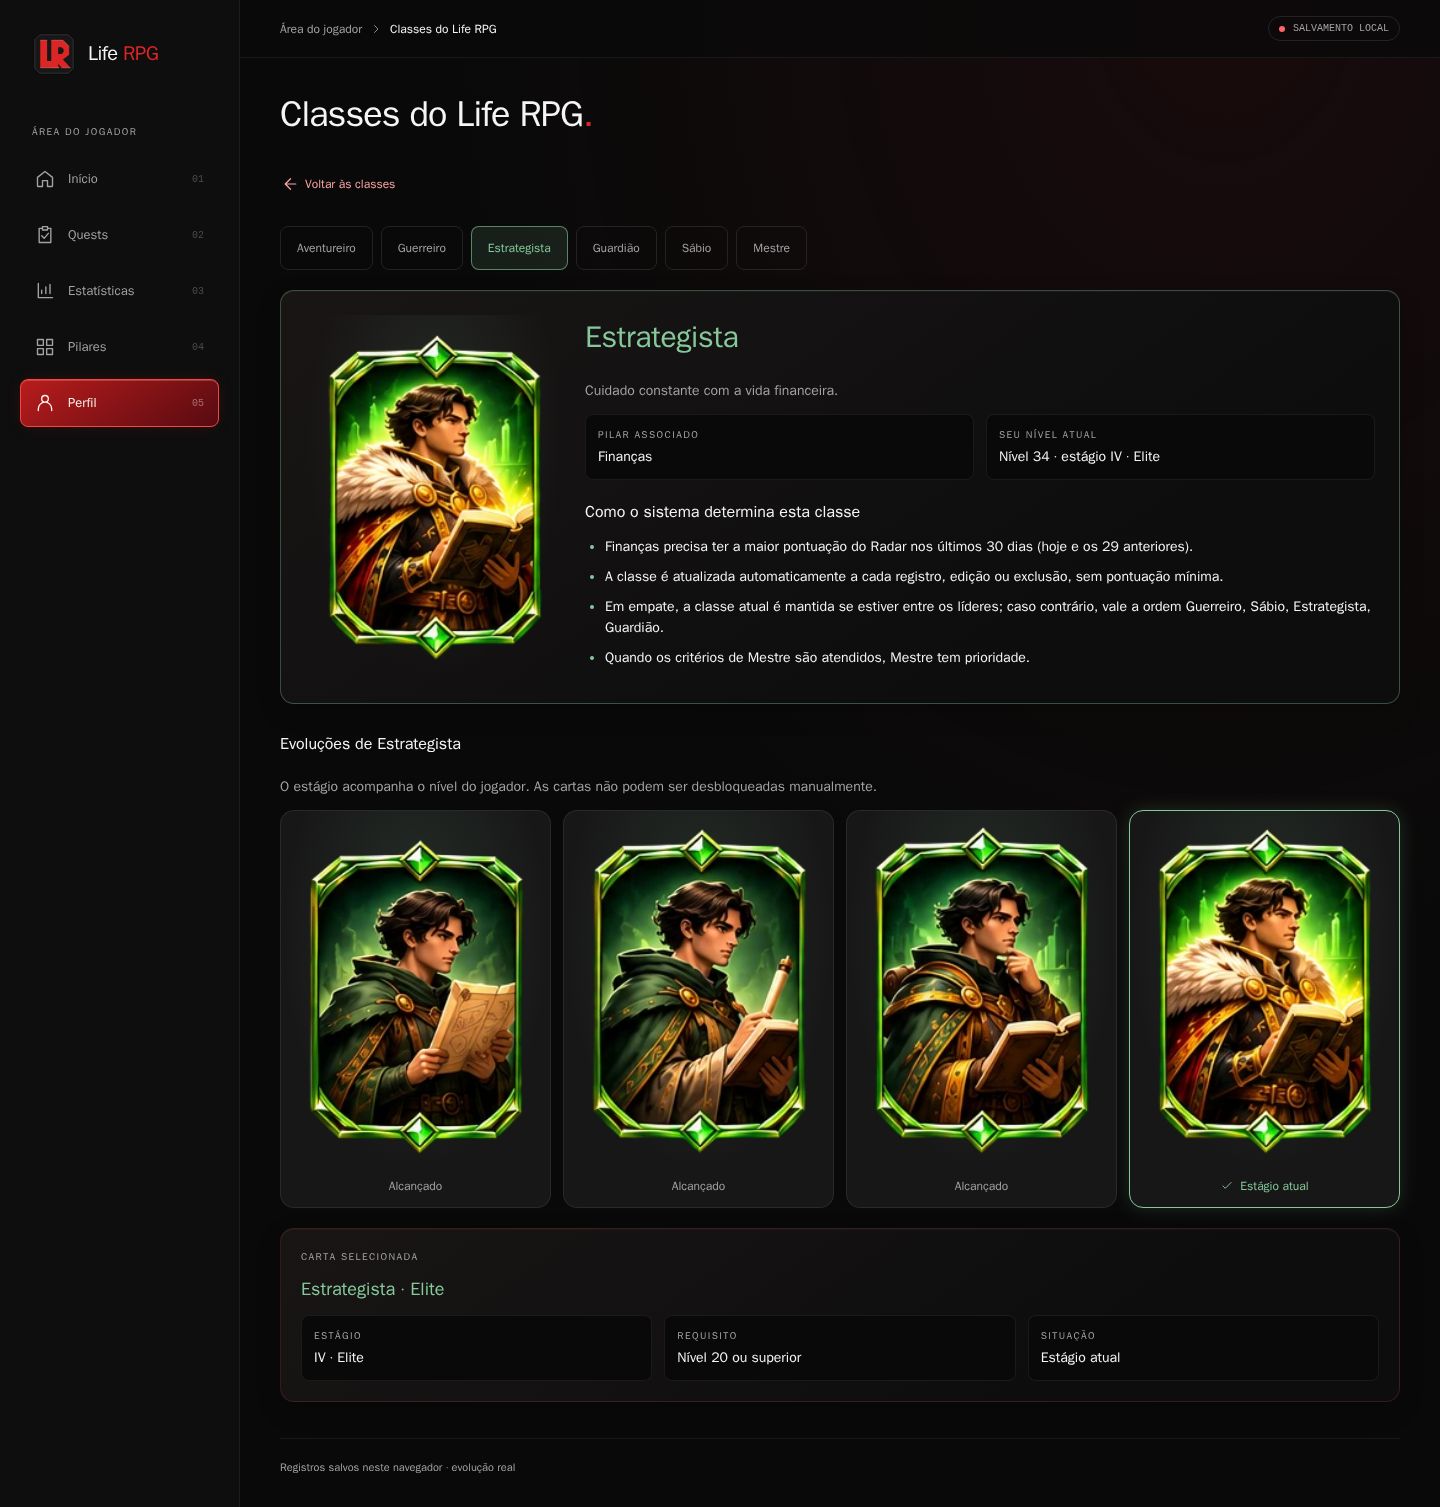 Life RPG
Área do jogador > Classes do Life RPG
SALVAMENTO LOCAL
ÁREA DO JOGADOR
Início 01
Quests 02
Estatísticas 03
Pilares 04
Perfil 05
Classes do Life RPG.
Voltar às classes
Aventureiro Guerreiro Estrategista Guardião Sábio Mestre
Estrategista
Cuidado constante com a vida financeira.
PILAR ASSOCIADO
Finanças
SEU NÍVEL ATUAL
Nível 34 · estágio IV · Elite
Como o sistema determina esta classe
• Finanças precisa ter a maior pontuação do Radar nos últimos 30 dias (hoje e os 29 anteriores).
• A classe é atualizada automaticamente a cada registro, edição ou exclusão, sem pontuação mínima.
• Em empate, a classe atual é mantida se estiver entre os líderes; caso contrário, vale a ordem Guerreiro, Sábio, Estrategista,
Guardião.
• Quando os critérios de Mestre são atendidos, Mestre tem prioridade.
Evoluções de Estrategista
O estágio acompanha o nível do jogador. As cartas não podem ser desbloqueadas manualmente.
Alcançado
Alcançado
Alcançado
Estágio atual
CARTA SELECIONADA
Estrategista · Elite
ESTÁGIO
IV · Elite
REQUISITO
Nível 20 ou superior
SITUAÇÃO
Estágio atual
Registros salvos neste navegador · evolução real